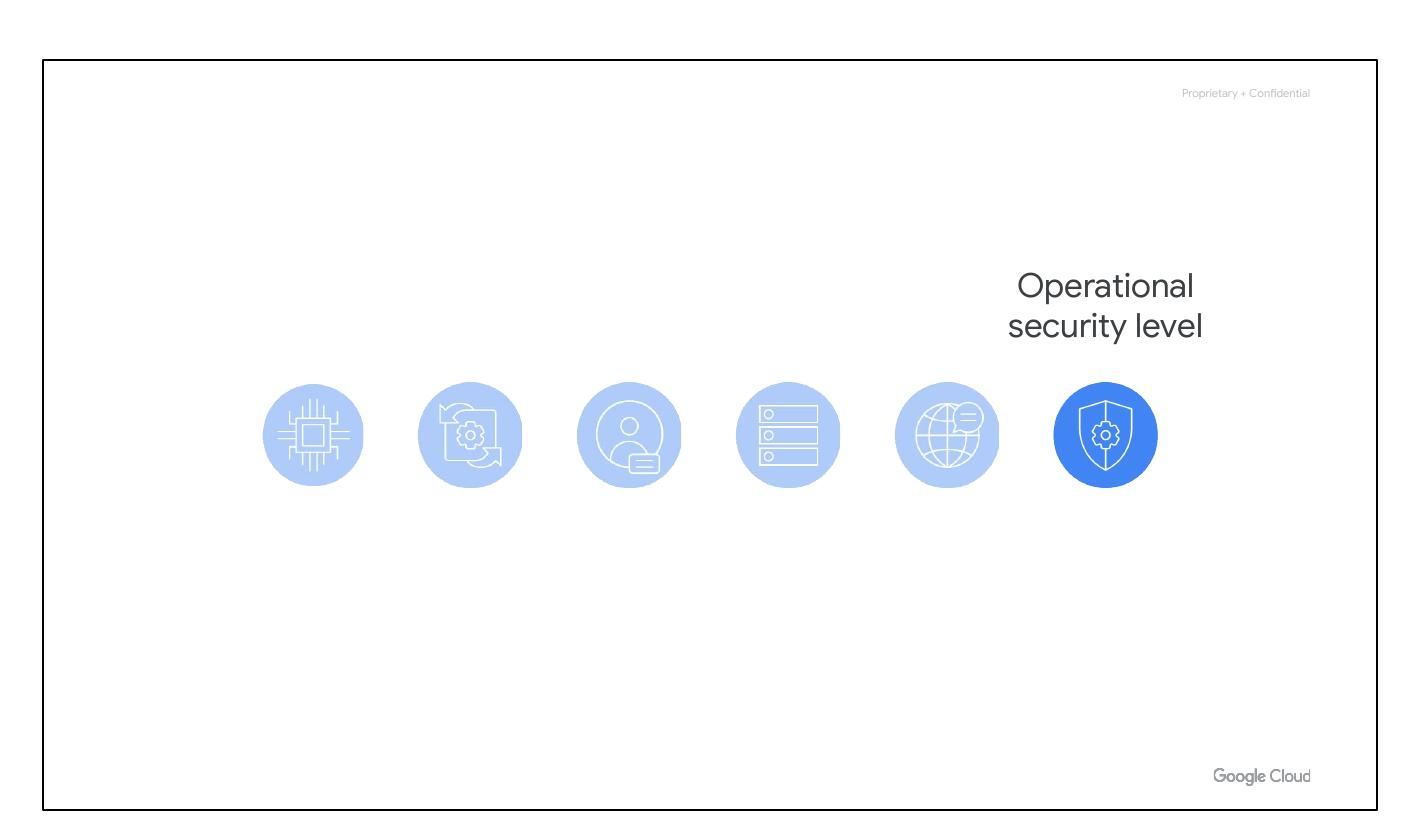 Proprietary + Confidential
Operational
security level
Google Cloud